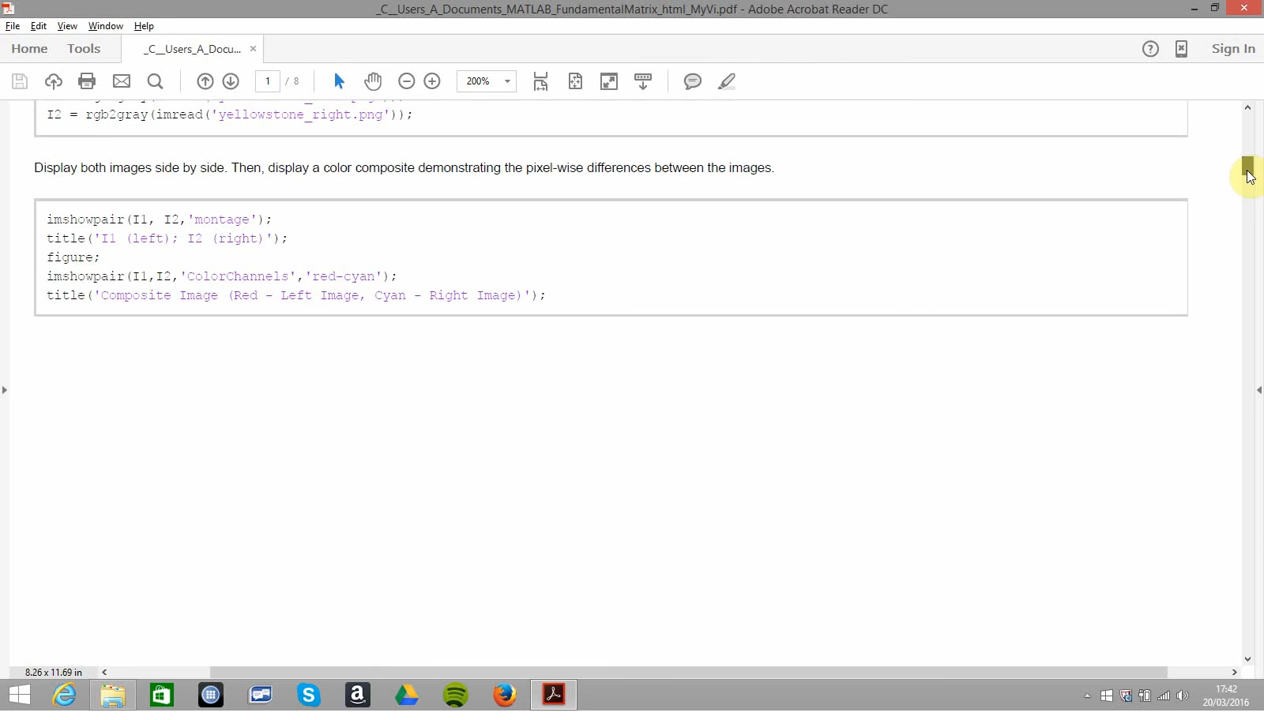 _C__Users_A_Documents_MATLAB_FundamentalMatrix_html_MyVi.pdf - Adobe Acrobat Reader DC
File Edit View Window Help
Home Tools _C__Users_A_Docu... × Sign In
1 / 8 200%
I2 = rgb2gray(imread('yellowstone_right.png'));
Display both images side by side. Then, display a color composite demonstrating the pixel-wise differences between the images.
imshowpair(I1, I2,'montage');
title('I1 (left); I2 (right)');
figure;
imshowpair(I1,I2,'ColorChannels','red-cyan');
title('Composite Image (Red - Left Image, Cyan - Right Image)');
8.26 x 11.69 in
17:42
20/03/2016